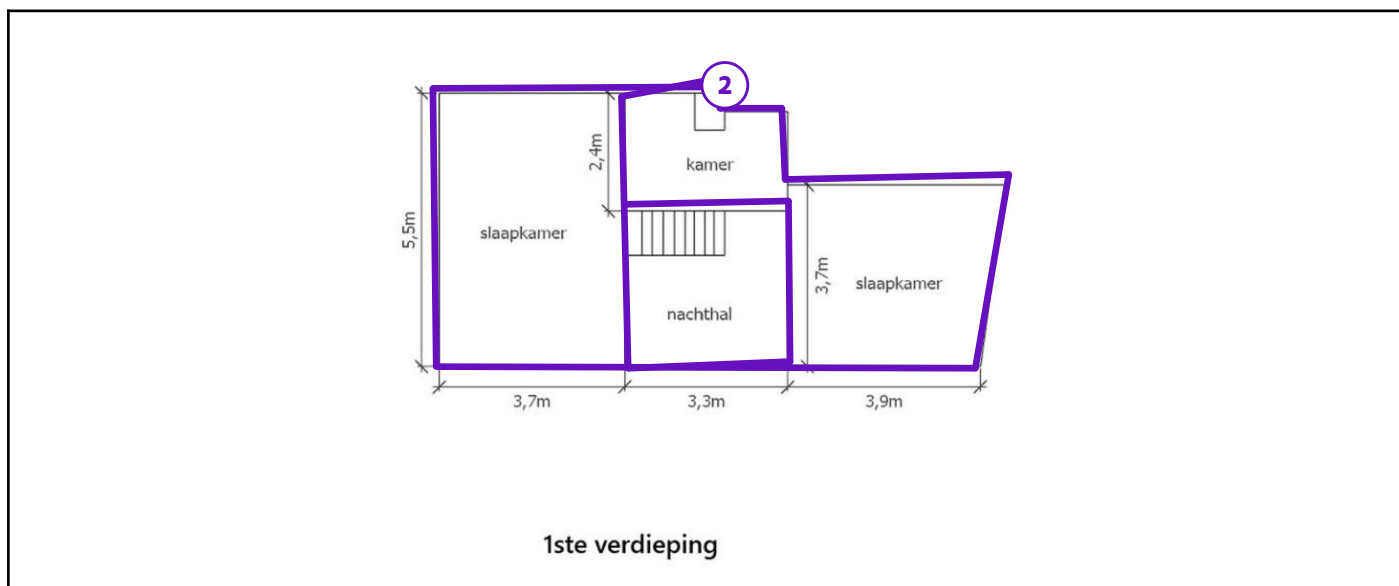 2
2,4m
kamer
5,5m
slaapkamer
3,7m
slaapkamer
nachthal
3,7m
3,3m
3,9m
1ste verdieping